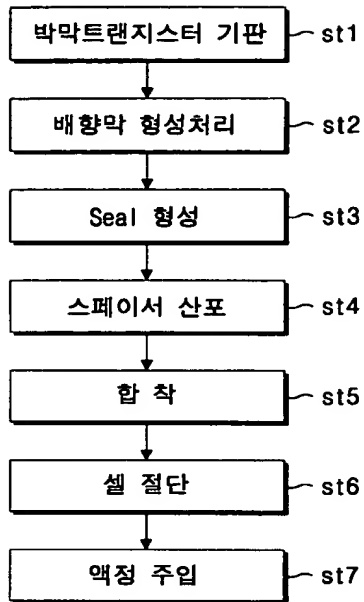 박막트랜지스터 기판 st1
배향막 형성처리 st2
Seal 형성 st3
스페이서 산포 st4
합 착 st5
셀 절단 st6
액정 주입 st7